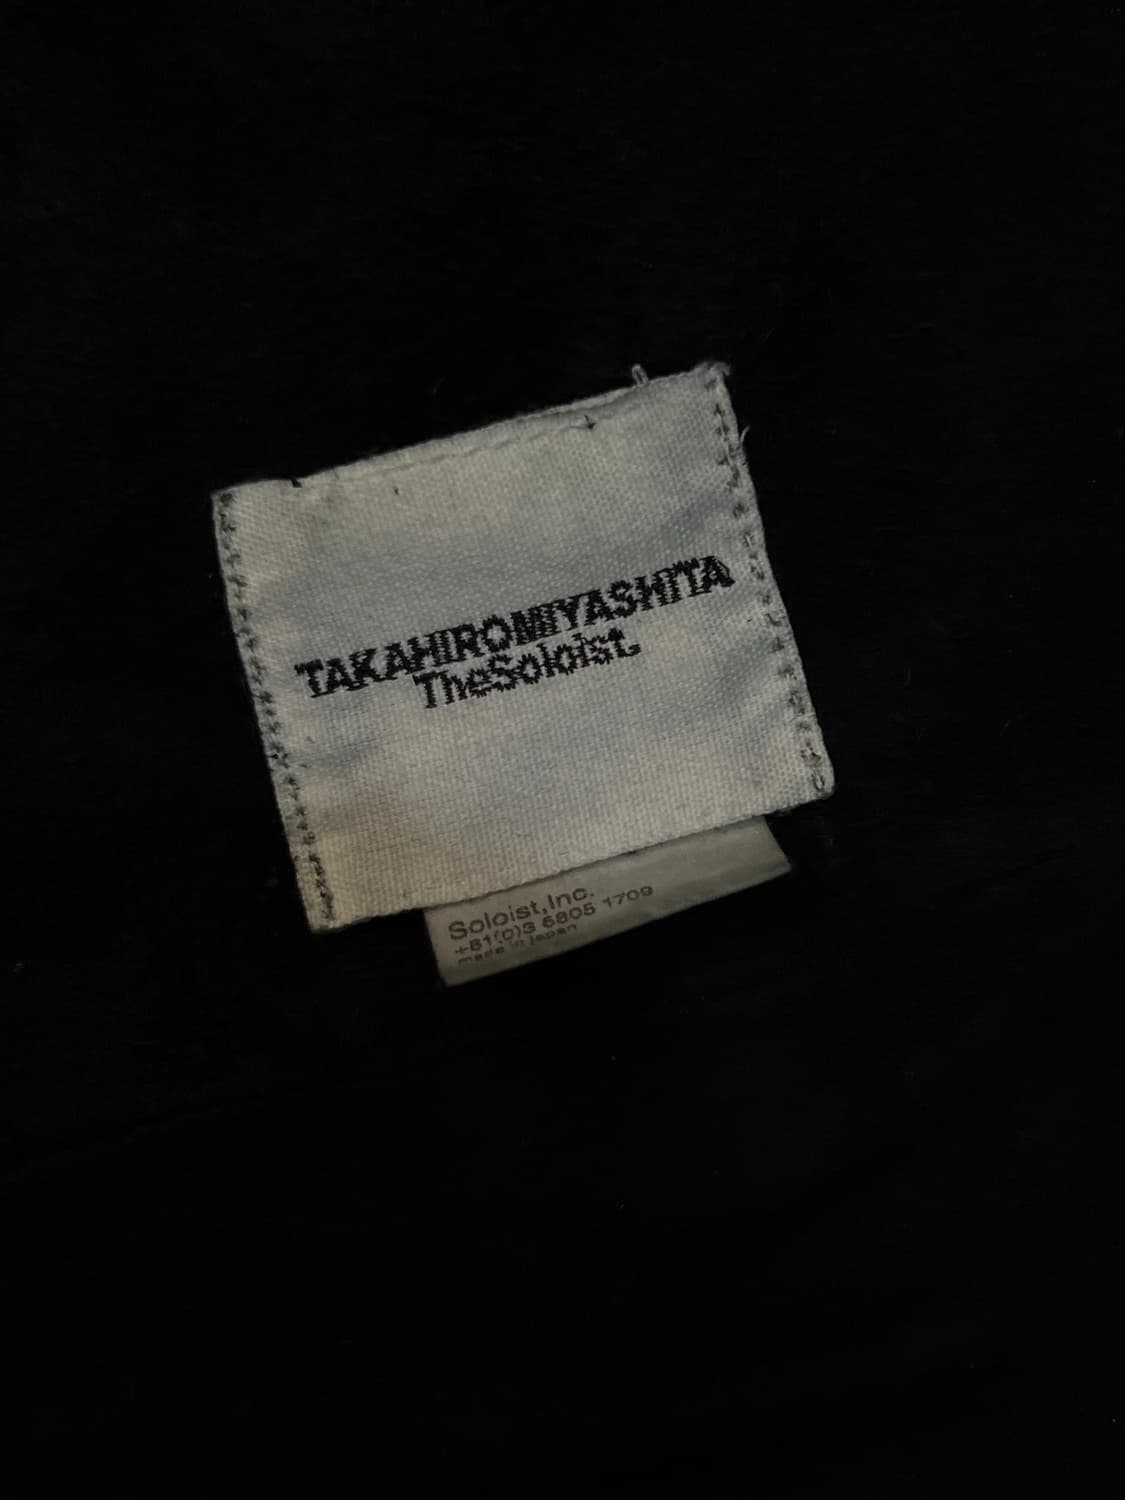 TAKAHIROMIYASHITA
TheSoloist.
Soloist,Inc.
+81(0)3 6805 1709
made in japan